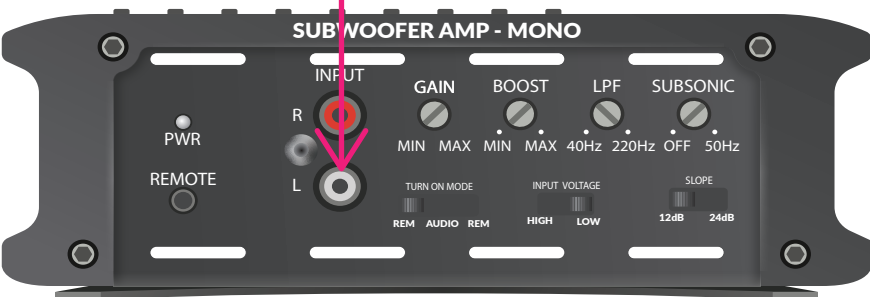 SUBWOOFER AMP - MONO
INPUT
GAIN
BOOST
LPF
SUBSONIC
R
PWR
MIN MAX
MIN MAX
40Hz 220Hz
OFF 50Hz
REMOTE
L
TURN ON MODE
INPUT VOLTAGE
SLOPE
REM AUDIO REM
HIGH LOW
12dB 24dB